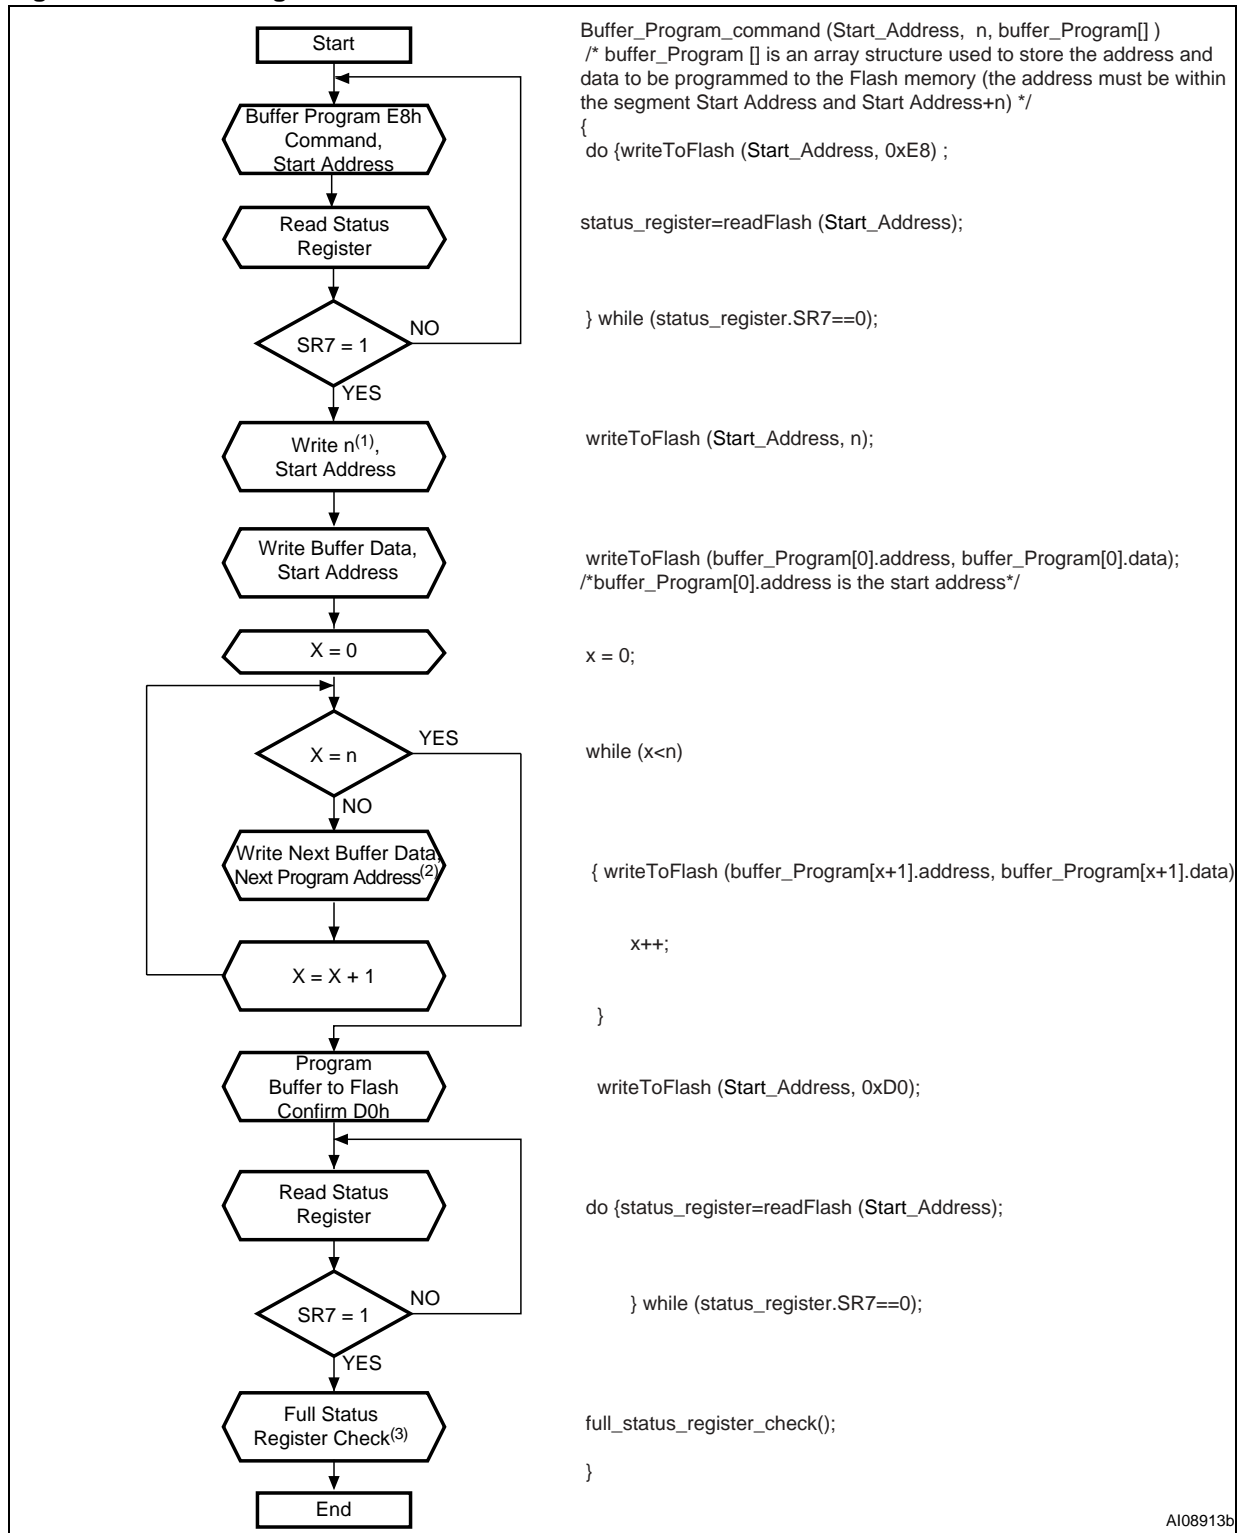 Start
Buffer Program E8h
Command,
Start Address
Read Status
Register
SR7 = 1
NO
YES
Write n(1),
Start Address
Write Buffer Data,
Start Address
X = 0
X = n
YES
NO
Write Next Buffer Data,
Next Program Address(2)
X = X + 1
Program
Buffer to Flash
Confirm D0h
Read Status
Register
SR7 = 1
NO
YES
Full Status
Register Check(3)
End
Buffer_Program_command (Start_Address, n, buffer_Program[] )
/* buffer_Program [] is an array structure used to store the address and
data to be programmed to the Flash memory (the address must be within
the segment Start Address and Start Address+n) */
{
do {writeToFlash (Start_Address, 0xE8) ;
status_register=readFlash (Start_Address);
} while (status_register.SR7==0);
writeToFlash (Start_Address, n);
writeToFlash (buffer_Program[0].address, buffer_Program[0].data);
/*buffer_Program[0].address is the start address*/
x = 0;
while (x<n)
{ writeToFlash (buffer_Program[x+1].address, buffer_Program[x+1].data)
x++;
}
writeToFlash (Start_Address, 0xD0);
do {status_register=readFlash (Start_Address);
} while (status_register.SR7==0);
full_status_register_check();
}
AI08913b